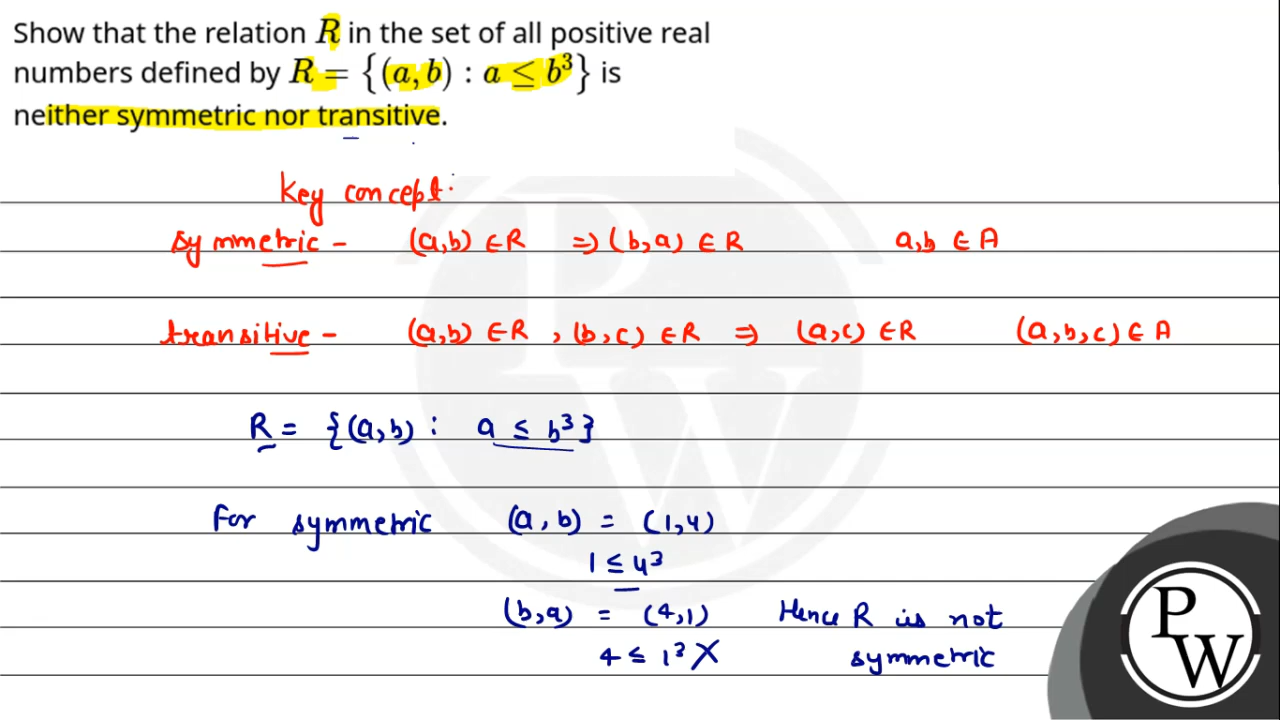 Show that the relation R in the set of all positive real
numbers defined by R = {(a, b) : a ≤ b³} is
neither symmetric nor transitive.
Key concept.
symmetric – (a,b) ∈ R ⇒ (b,a) ∈ R a,b ∈ A
transitive – (a,b) ∈ R , (b,c) ∈ R ⇒ (a,c) ∈ R (a,b,c) ∈ A
R = {(a,b) : a ≤ b³}
For symmetric (a,b) = (1,4)
1 ≤ 4³
(b,a) = (4,1) Hence R is not
4 ≤ 1³ X symmetric
PW
PW